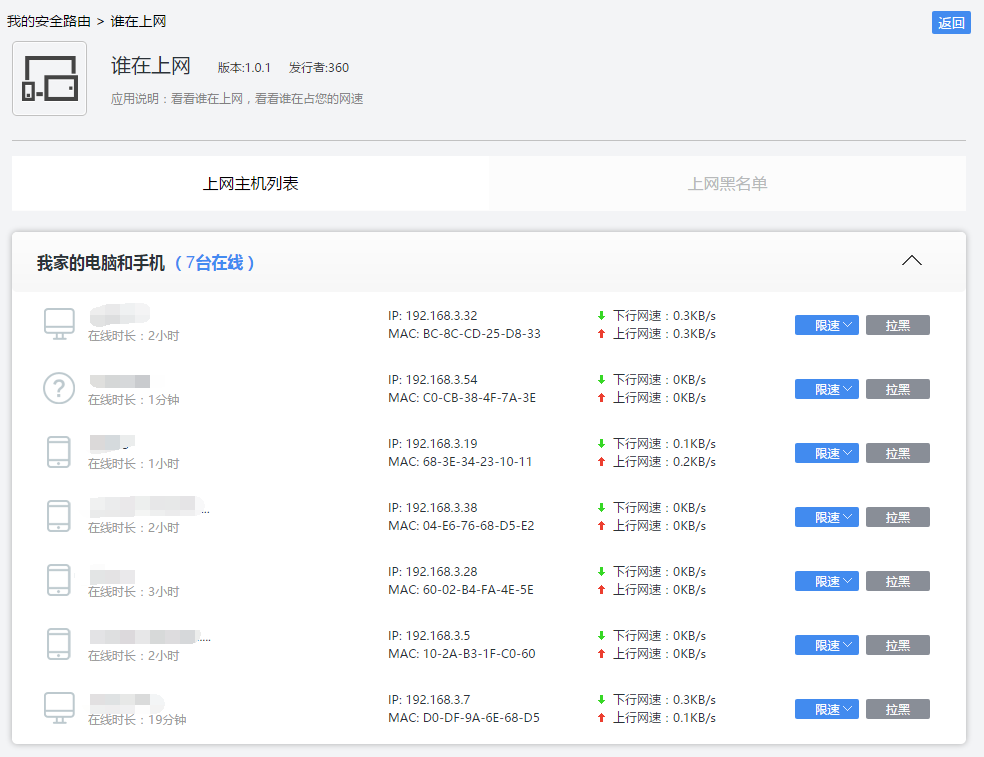 我的安全路由 > 谁在上网
返回
谁在上网 版本:1.0.1 发行者:360
应用说明：看看谁在上网，看看谁在占您的网速
上网主机列表 上网黑名单
我家的电脑和手机（7台在线）
IP: 192.168.3.32 下行网速：0.3KB/s
在线时长：2小时 MAC: BC-8C-CD-25-D8-33 上行网速：0.3KB/s 限速 拉黑
IP: 192.168.3.54 下行网速：0KB/s
在线时长：1分钟 MAC: C0-CB-38-4F-7A-3E 上行网速：0KB/s 限速 拉黑
IP: 192.168.3.19 下行网速：0.1KB/s
在线时长：1小时 MAC: 68-3E-34-23-10-11 上行网速：0.2KB/s 限速 拉黑
... IP: 192.168.3.38 下行网速：0KB/s
在线时长：2小时 MAC: 04-E6-76-68-D5-E2 上行网速：0KB/s 限速 拉黑
IP: 192.168.3.28 下行网速：0KB/s
在线时长：3小时 MAC: 60-02-B4-FA-4E-5E 上行网速：0KB/s 限速 拉黑
... IP: 192.168.3.5 下行网速：0KB/s
在线时长：2小时 MAC: 10-2A-B3-1F-C0-60 上行网速：0KB/s 限速 拉黑
IP: 192.168.3.7 下行网速：0.3KB/s
在线时长：19分钟 MAC: D0-DF-9A-6E-68-D5 上行网速：0.1KB/s 限速 拉黑